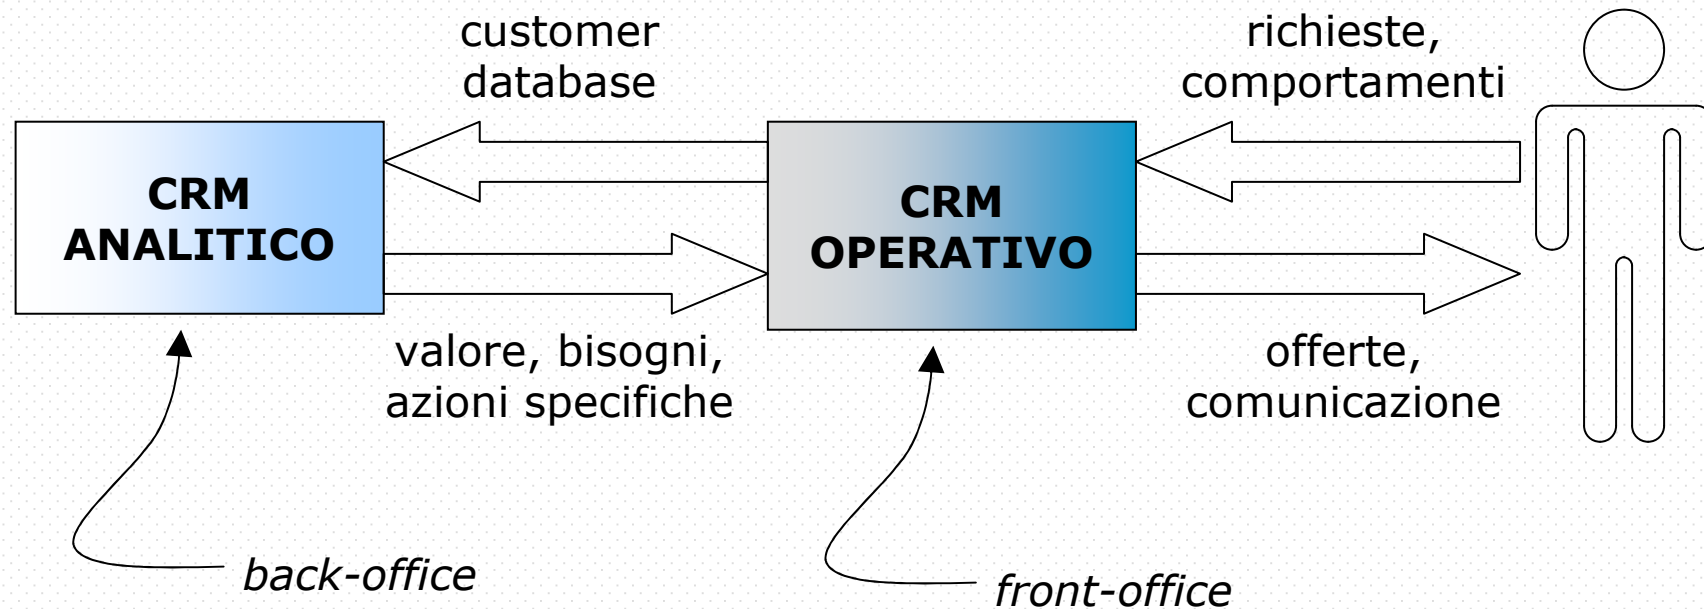 customer
database
richieste,
comportamenti
CRM
ANALITICO
CRM
OPERATIVO
valore, bisogni,
azioni specifiche
offerte,
comunicazione
back-office
front-office